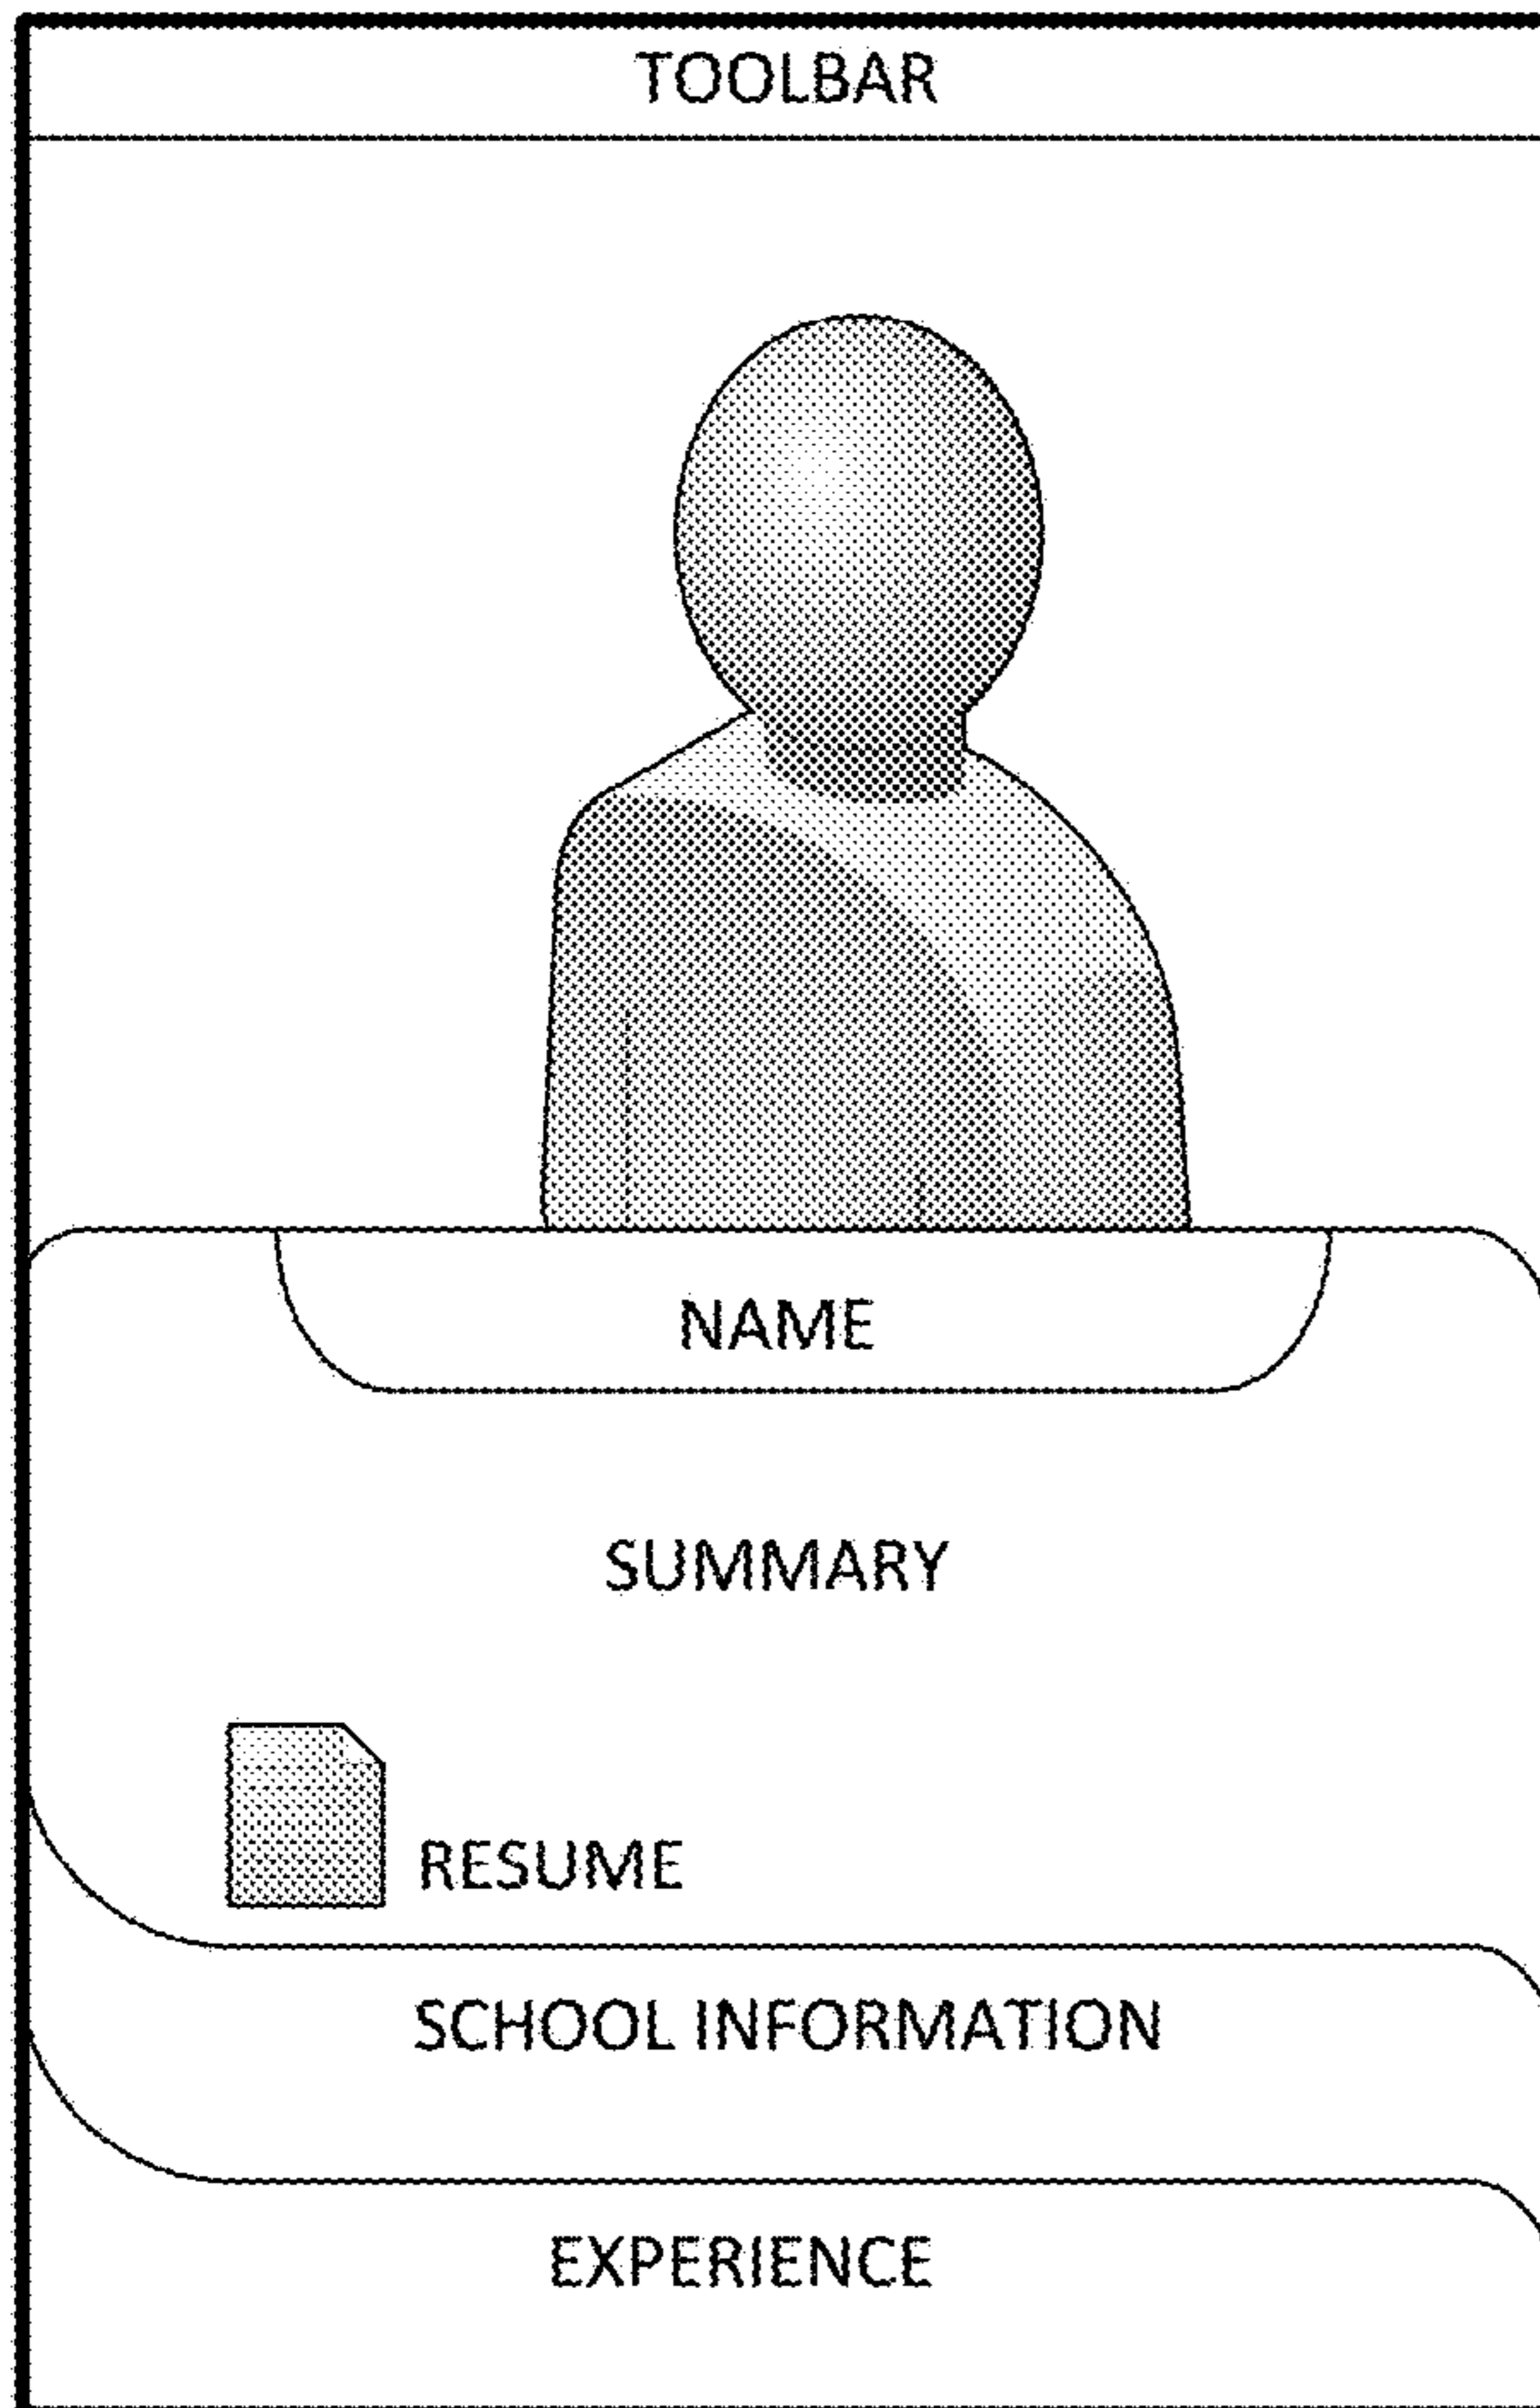 TOOLBAR
NAME
SUMMARY
RESUME
SCHOOL INFORMATION
EXPERIENCE